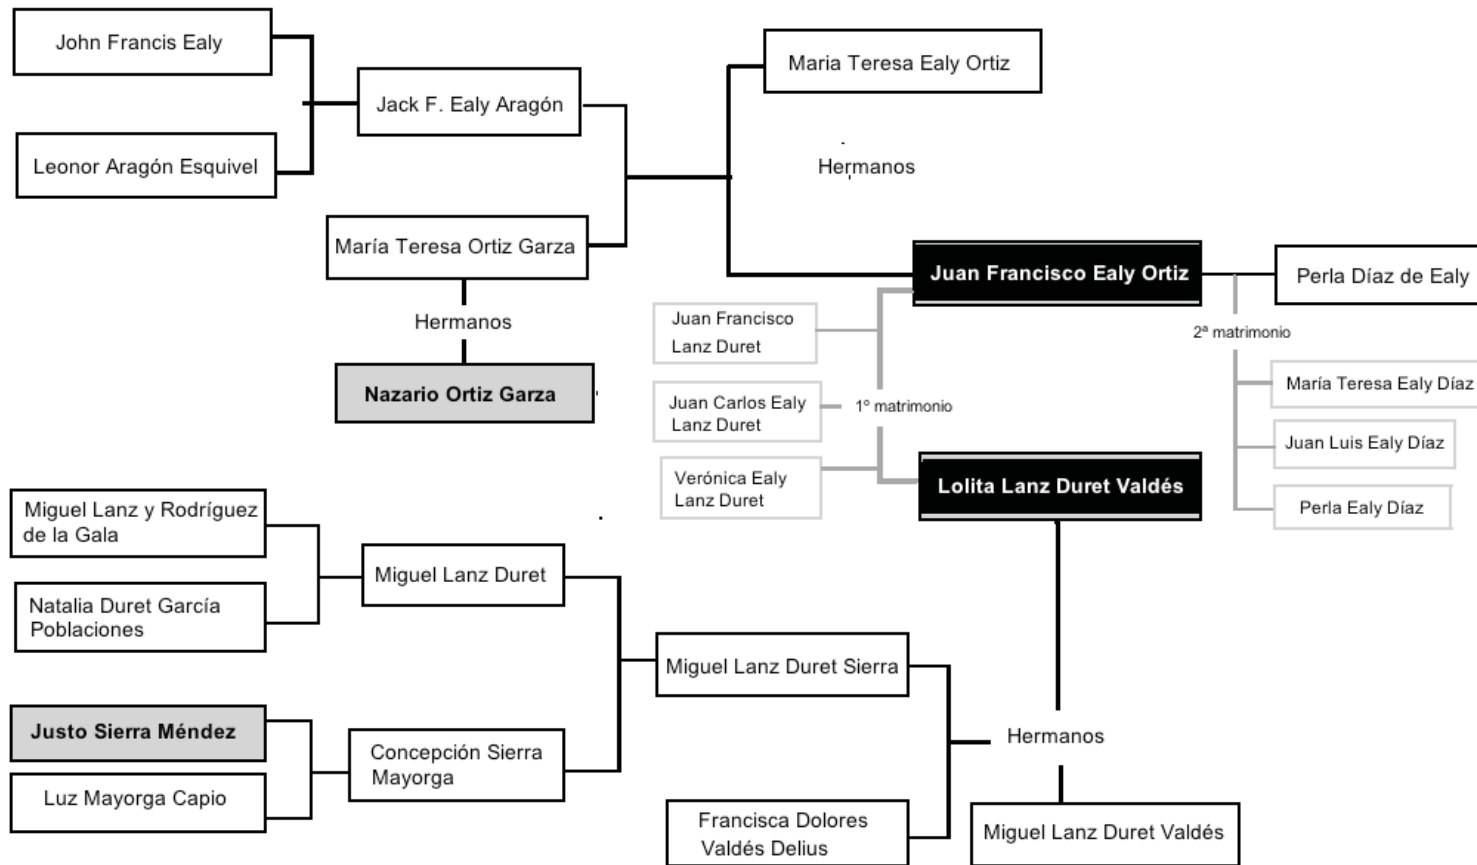 John Francis Ealy
Maria Teresa Ealy Ortiz
Jack F. Ealy Aragón
Leonor Aragón Esquivel
Hermanos
María Teresa Ortiz Garza
Juan Francisco Ealy Ortiz
Perla Díaz de Ealy
Hermanos
Juan Francisco
Lanz Duret
2ª matrimonio
Nazario Ortiz Garza
María Teresa Ealy Díaz
Juan Carlos Ealy
Lanz Duret
1º matrimonio
Juan Luis Ealy Díaz
Verónica Ealy
Lanz Duret
Lolita Lanz Duret Valdés
Perla Ealy Díaz
Miguel Lanz y Rodríguez
de la Gala
Miguel Lanz Duret
Natalia Duret García
Poblaciones
Miguel Lanz Duret Sierra
Justo Sierra Méndez
Hermanos
Concepción Sierra
Mayorga
Luz Mayorga Capio
Francisca Dolores
Valdés Delius
Miguel Lanz Duret Valdés